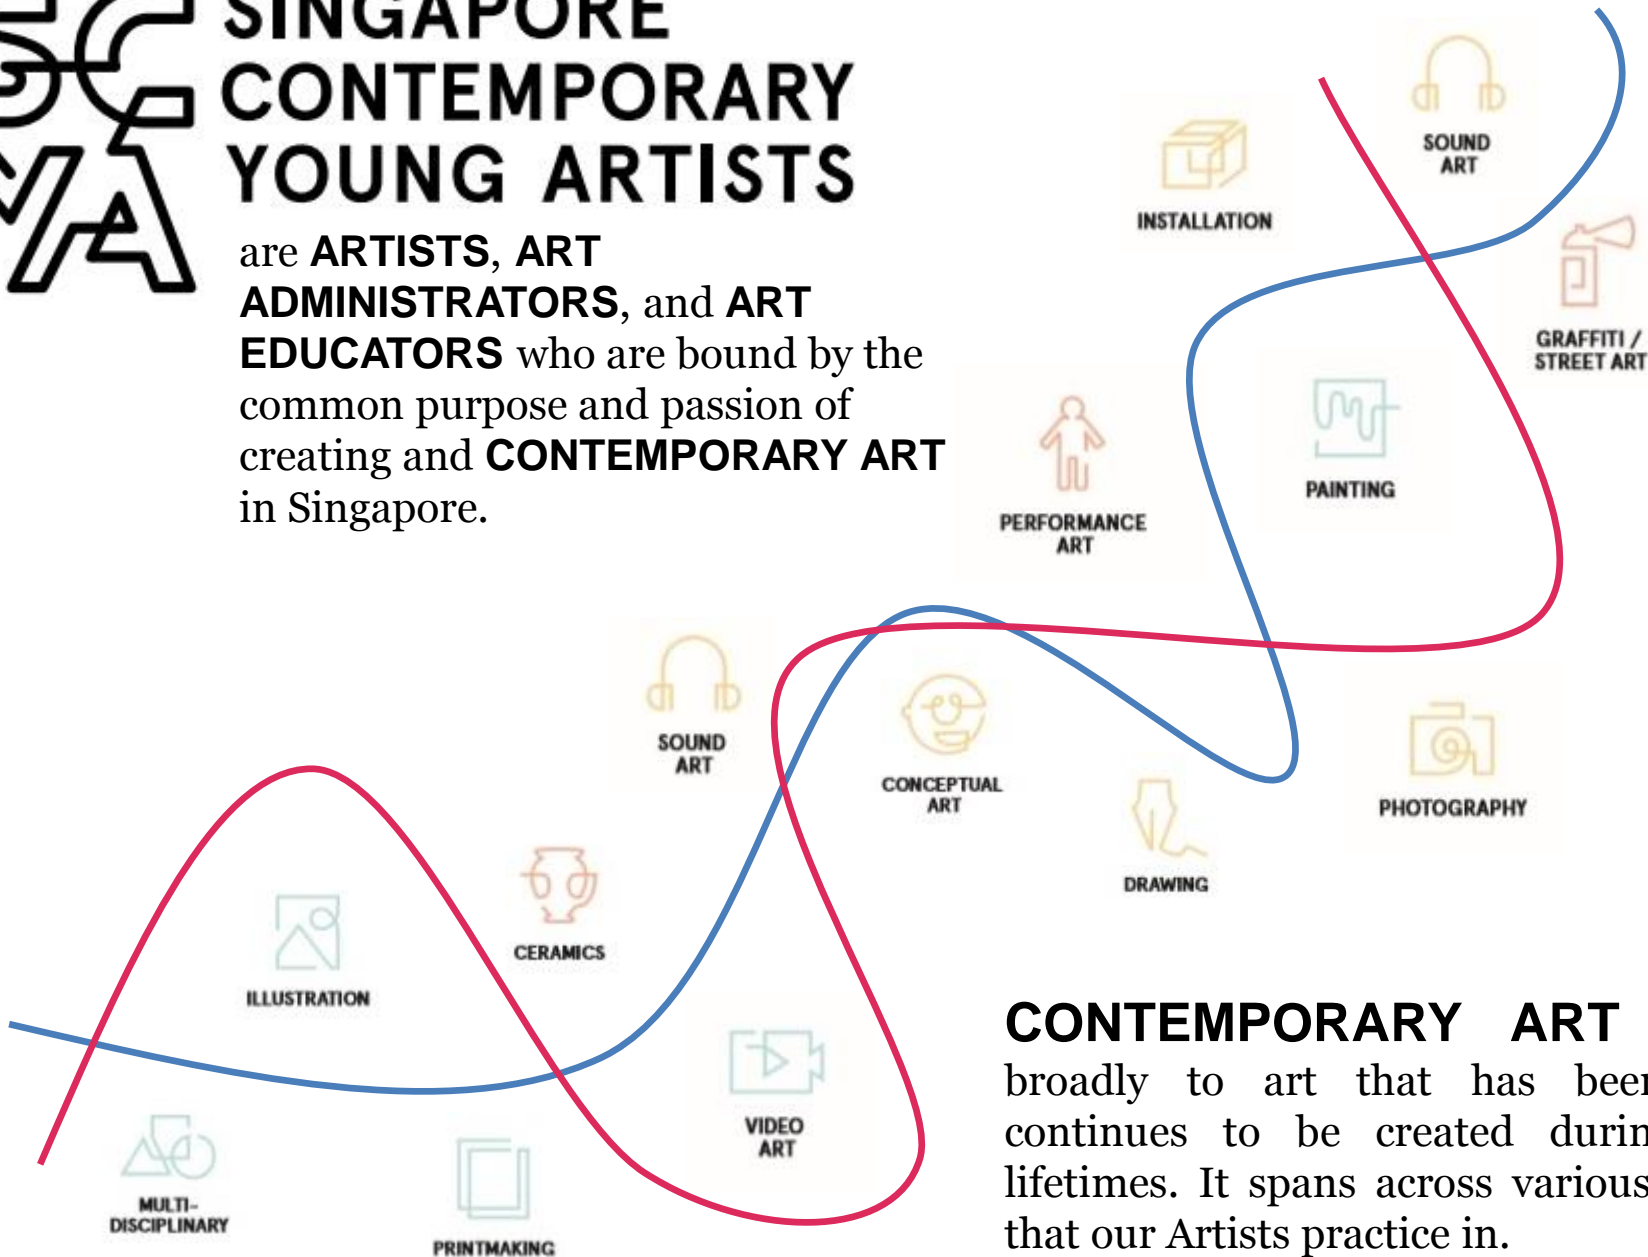 SINGAPORE
CONTEMPORARY
YOUNG ARTISTS
are ARTISTS, ART
ADMINISTRATORS, and ART
EDUCATORS who are bound by the
common purpose and passion of
creating and CONTEMPORARY ART
in Singapore.
SOUND
ART
INSTALLATION
GRAFFITI /
STREET ART
PAINTING
PERFORMANCE
ART
SOUND
ART
CONCEPTUAL
ART
PHOTOGRAPHY
DRAWING
CERAMICS
ILLUSTRATION
VIDEO
ART
MULTI-
DISCIPLINARY
PRINTMAKING
CONTEMPORARY ART
broadly to art that has been
continues to be created durin
lifetimes. It spans across various
that our Artists practice in.